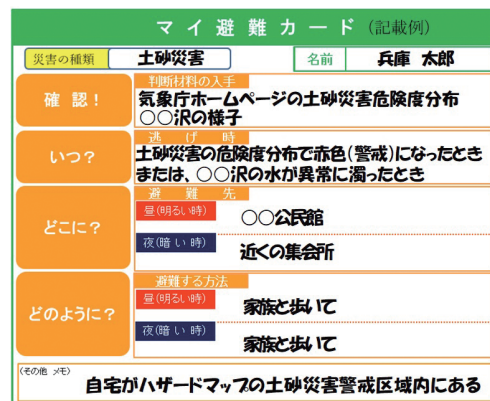 マイ避難カード（記載例）
災害の種類 土砂災害 名前 兵庫 太郎
確認！
判断材料の入手
気象庁ホームページの土砂災害危険度分布
○○沢の様子
いつ？
逃げ時
土砂災害の危険度分布で赤色(警戒)になったとき
または、○○沢の水が異常に濁ったとき
どこに？
避難先
昼(明るい時) ○○公民館
夜(暗い時) 近くの集会所
どのように？
避難する方法
昼(明るい時) 家族と歩いて
夜(暗い時) 家族と歩いて
(その他 メモ)
自宅がハザードマップの土砂災害警戒区域内にある